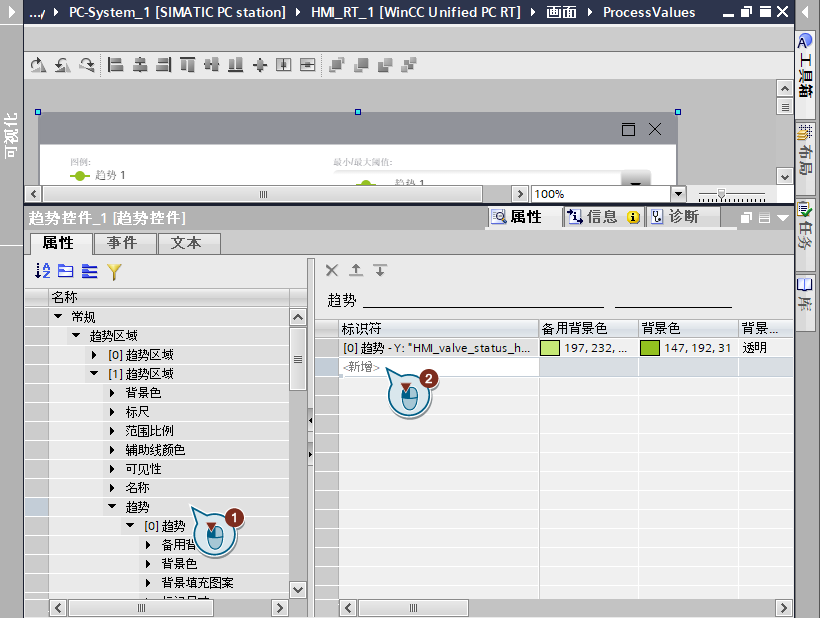 .../ ▸ PC-System_1 [SIMATIC PC station] ▸ HMI_RT_1 [WinCC Unified PC RT] ▸ 画面 ▸ ProcessValues
图例:
趋势 1
最小/最大阈值:
趋势 1
100%
趋势控件_1 [趋势控件]
属性
信息
诊断
属性
事件
文本
名称
常规
趋势区域
[0] 趋势区域
[1] 趋势区域
背景色
标尺
范围比例
辅助线颜色
可见性
名称
趋势
[0] 趋势
备用背
背景色
背景填充图案
趋势
标识符
备用背景色
背景色
背景...
[0] 趋势 - Y: "HMI_valve_status_h...
197, 232, ...
147, 192, 31
透明
<新增>
1
2
工具箱
布局
任务
库